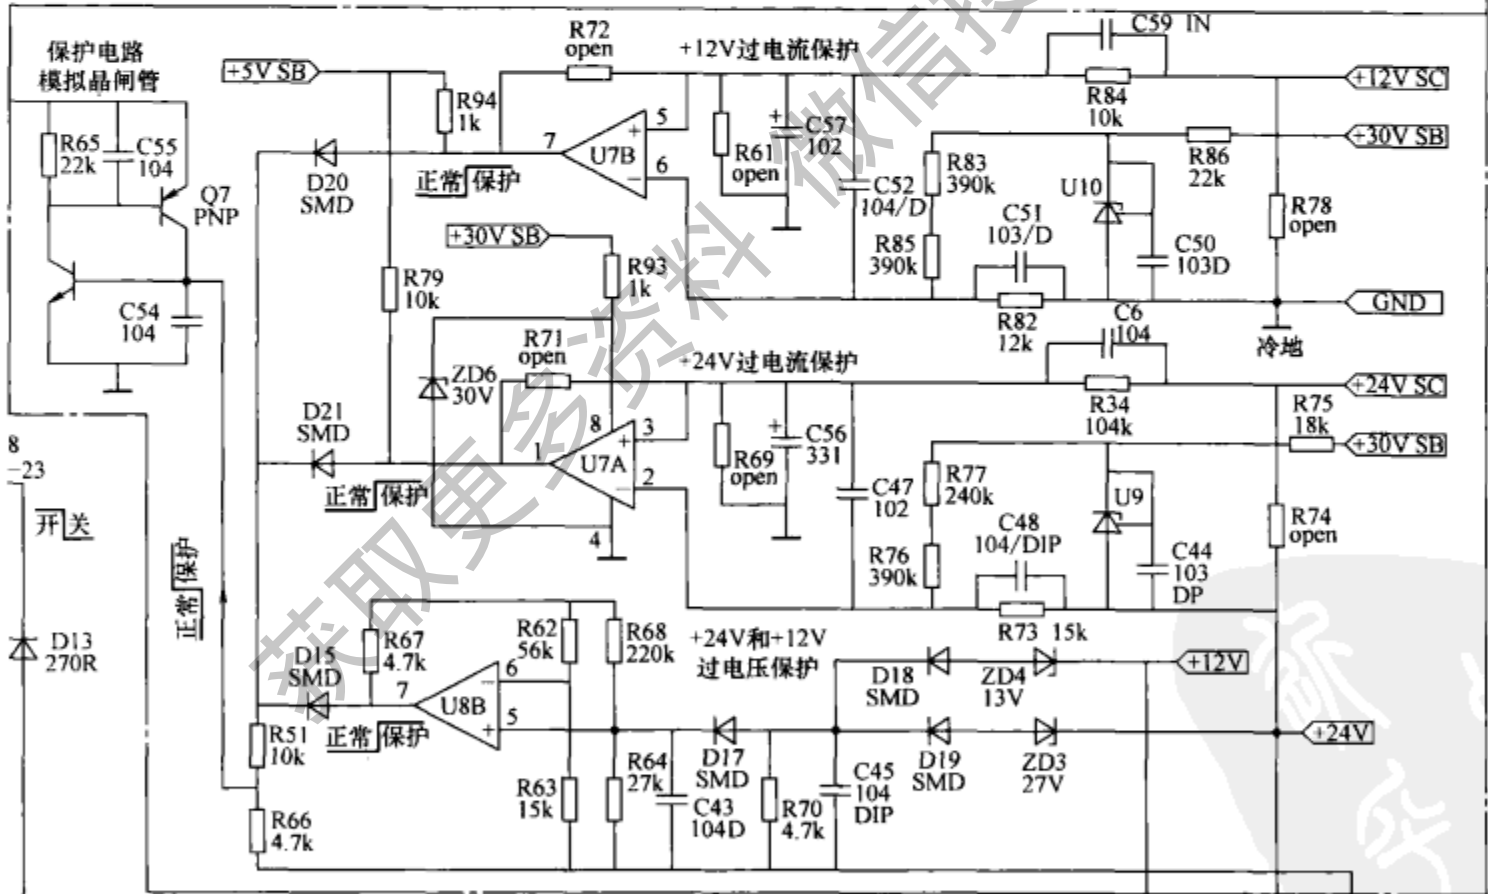 保护电路
模拟晶闸管
R65
22k
C55
104
Q7
PNP
C54
104
+5V SB
R94
1k
R72
open
+12V过电流保护
C59 IN
R84
10k
+12V SC
+30V SB
R86
22k
D20
SMD
正常 保护
7
U7B
5
6
+
−
R61
open
+
C57
102
C52
104/D
R83
390k
R85
390k
U10
C51
103/D
C50
103D
R78
open
R82
12k
GND
冷地
+30V SB
R79
10k
R93
1k
ZD6
30V
R71
open
+24V过电流保护
C6
104
R34
104k
+24V SC
R75
18k
+30V SB
D21
SMD
正常 保护
1
8
U7A
3
2
4
+
−
R69
open
+
C56
331
C47
102
R77
240k
R76
390k
U9
C48
104/DIP
C44
103
DP
R74
open
R73 15k
8
-23
开 关
D13
270R
正常 保护
D15
SMD
正常 保护
R67
4.7k
7
U8B
6
5
−
+
R62
56k
R68
220k
+24V和+12V
过电压保护
D18
SMD
ZD4
13V
+12V
R51
10k
R66
4.7k
R63
15k
R64
27k
C43
104D
D17
SMD
R70
4.7k
C45
104
DIP
D19
SMD
ZD3
27V
+24V
获取更多资料 微信搜